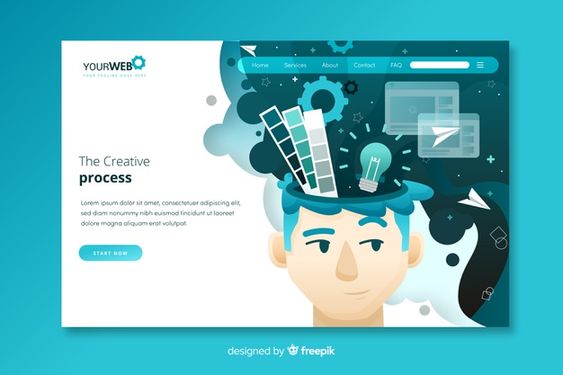 YOURWEB
YOUR TAGLINE GOES HERE
Home Services About Contact FAQ
The Creative
process
Lorem ipsum dolor sit amet, consectetuer adipiscing elit,
sed diam nonummy nibh euismod tincidunt ut laoreet
dolore magna aliquam erat volutpat.
START NOW
designed by freepik